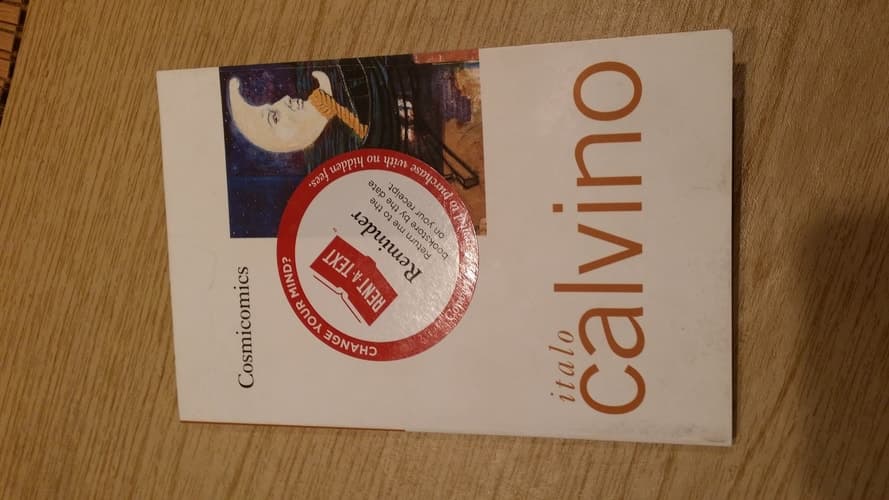 Cosmicomics
CHANGE YOUR MIND?
to purchase with no hidden fees.
RENT-A-TEXT
™
Reminder
Return me to the
bookstore by the date
on your receipt
italo
calvino